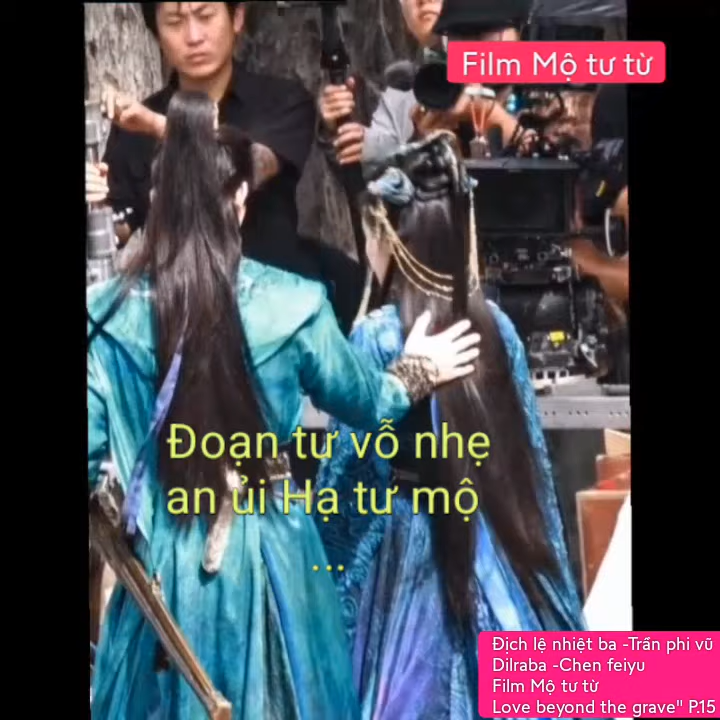 Film Mộ tư từ
Đoạn tư vỗ nhẹ
an ủi Hạ tư mộ
...
Địch lệ nhiệt ba -Trần phi vũ
Dilraba -Chen feiyu
Film Mộ tư từ
Love beyond the grave" P.15